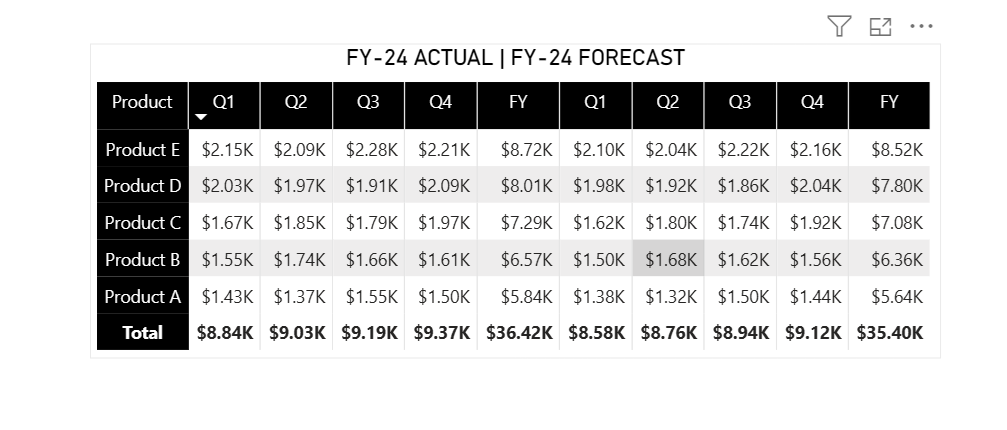 FY-24 ACTUAL | FY-24 FORECAST
Product Q1 Q2 Q3 Q4 FY Q1 Q2 Q3 Q4 FY
Product E $2.15K $2.09K $2.28K $2.21K $8.72K $2.10K $2.04K $2.22K $2.16K $8.52K
Product D $2.03K $1.97K $1.91K $2.09K $8.01K $1.98K $1.92K $1.86K $2.04K $7.80K
Product C $1.67K $1.85K $1.79K $1.97K $7.29K $1.62K $1.80K $1.74K $1.92K $7.08K
Product B $1.55K $1.74K $1.66K $1.61K $6.57K $1.50K $1.68K $1.62K $1.56K $6.36K
Product A $1.43K $1.37K $1.55K $1.50K $5.84K $1.38K $1.32K $1.50K $1.44K $5.64K
Total $8.84K $9.03K $9.19K $9.37K $36.42K $8.58K $8.76K $8.94K $9.12K $35.40K